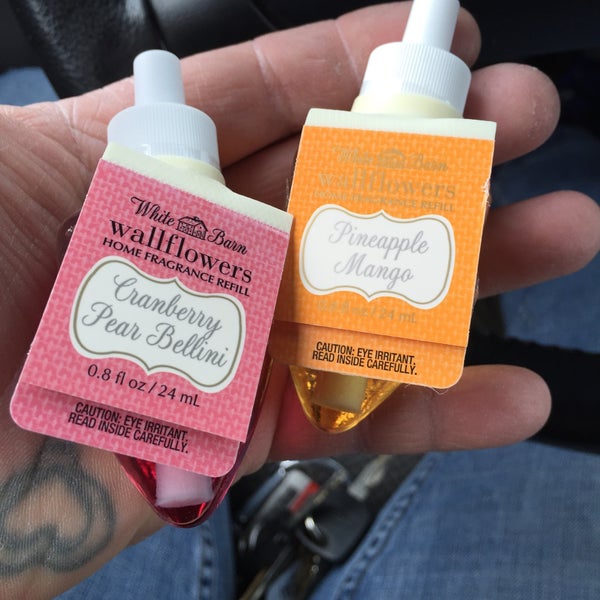 White Barn
wallflowers
HOME FRAGRANCE REFILL
Cranberry
Pear Bellini
0.8 fl oz / 24 mL
CAUTION: EYE IRRITANT.
READ INSIDE CAREFULLY.
White Barn
wallflowers
HOME FRAGRANCE REFILL
Pineapple
Mango
0.8 fl oz / 24 mL
CAUTION: EYE IRRITANT.
READ INSIDE CAREFULLY.